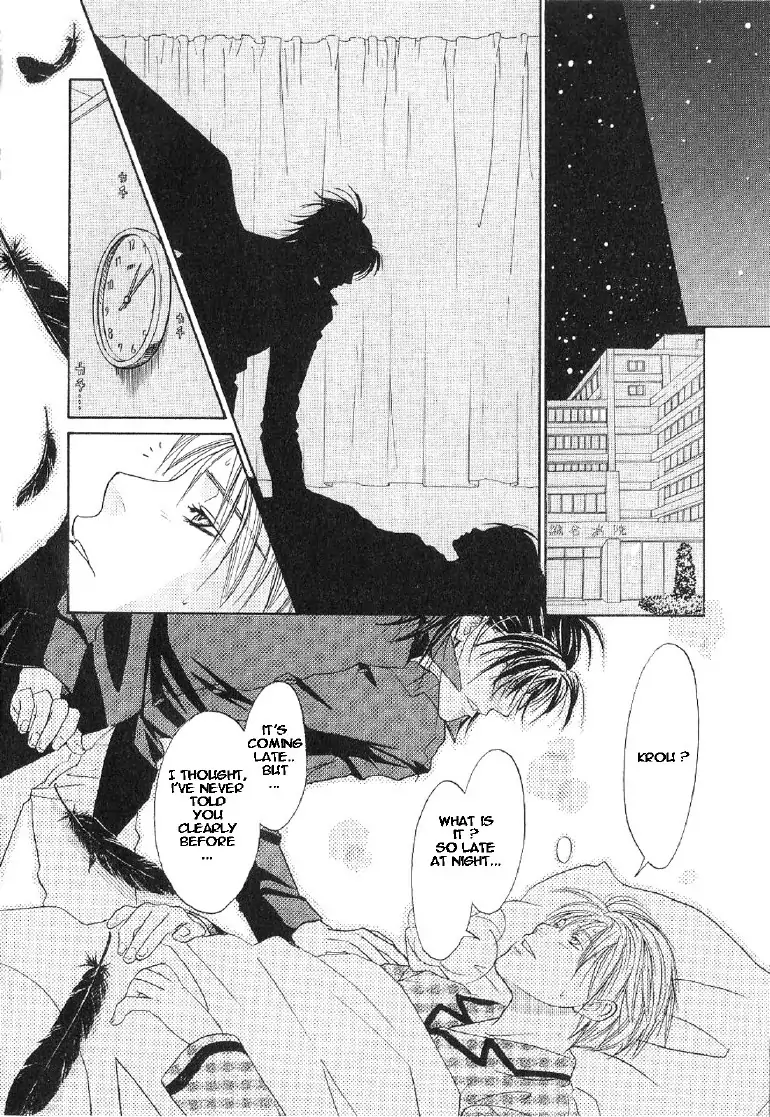 KROU ?
WHAT IS
IT ?
SO LATE
AT NIGHT...
IT'S
COMING
LATE..
BUT
...
I THOUGHT,
I'VE NEVER
TOLD
YOU
CLEARLY
BEFORE
...